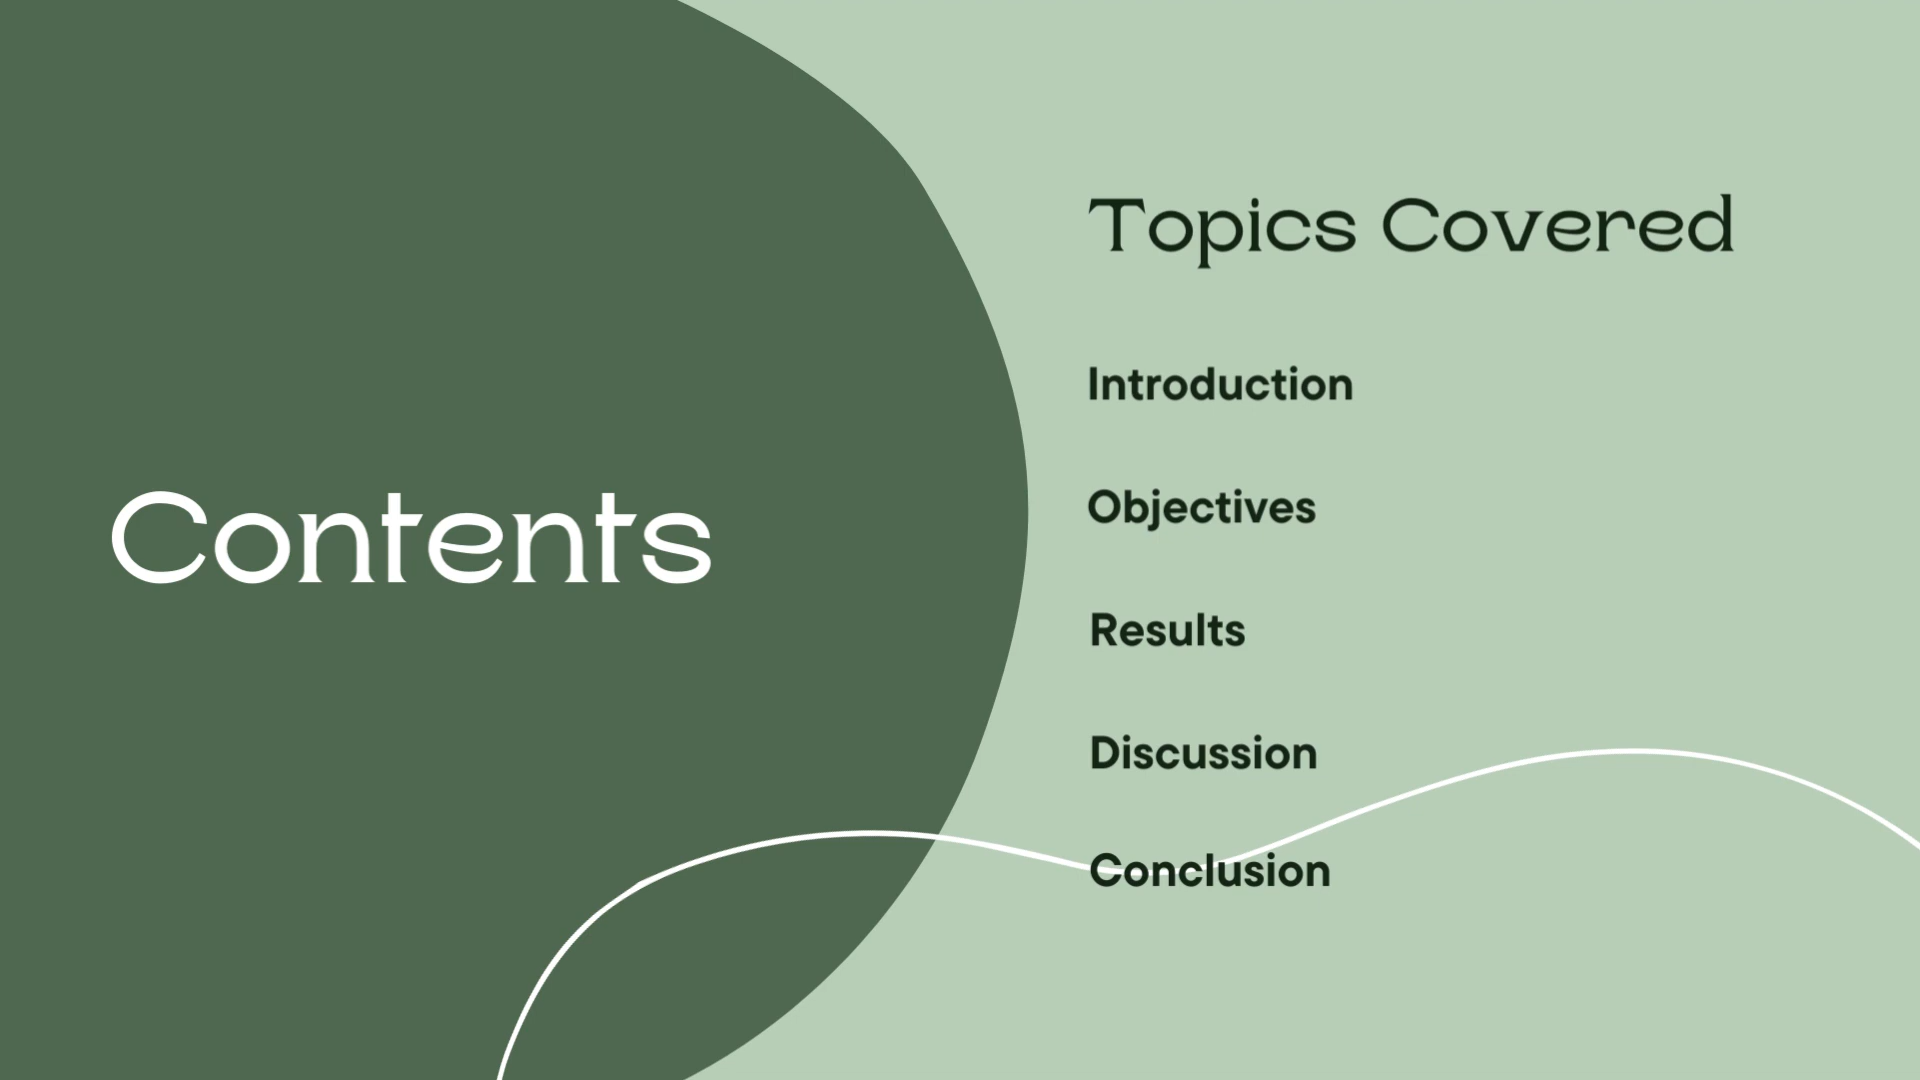 Contents
Topics Covered
Introduction
Objectives
Results
Discussion
Conclusion